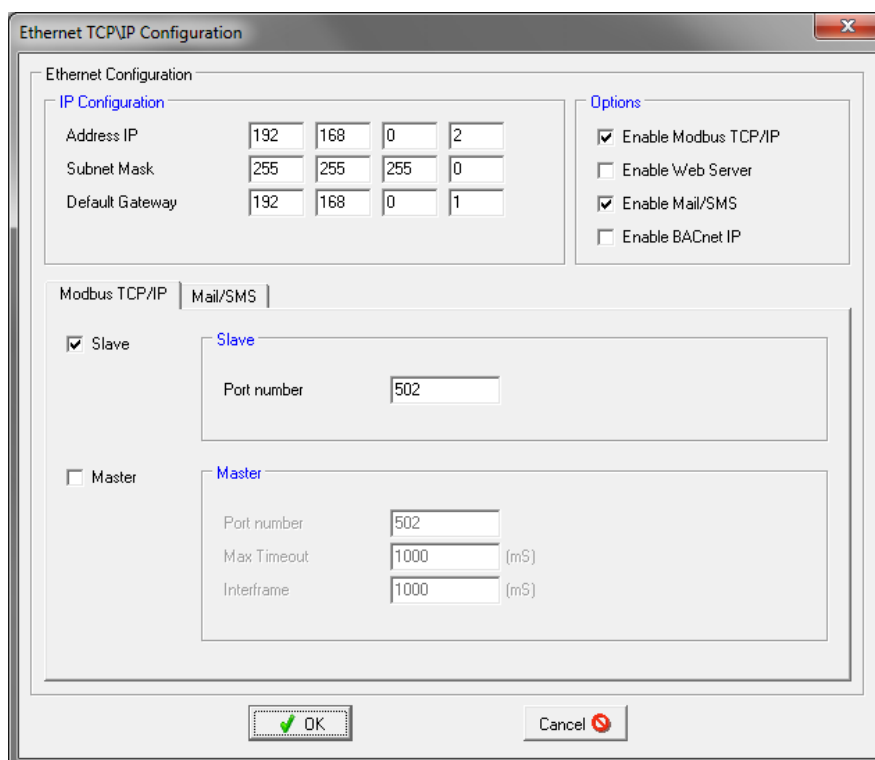 Ethernet TCP\IP Configuration
Ethernet Configuration
IP Configuration
Address IP 192 168 0 2
Subnet Mask 255 255 255 0
Default Gateway 192 168 0 1
Options
Enable Modbus TCP/IP
Enable Web Server
Enable Mail/SMS
Enable BACnet IP
Modbus TCP/IP Mail/SMS
Slave
Slave
Port number 502
Master
Master
Port number 502
Max Timeout 1000 (mS)
Interframe 1000 (mS)
OK Cancel